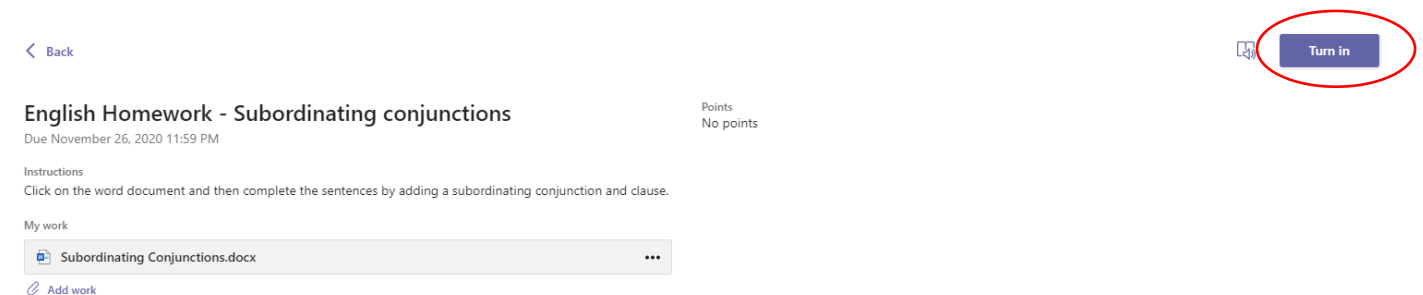 Back
Turn in
English Homework - Subordinating conjunctions
Due November 26, 2020 11:59 PM
Points
No points
Instructions
Click on the word document and then complete the sentences by adding a subordinating conjunction and clause.
My work
Subordinating Conjunctions.docx
Add work